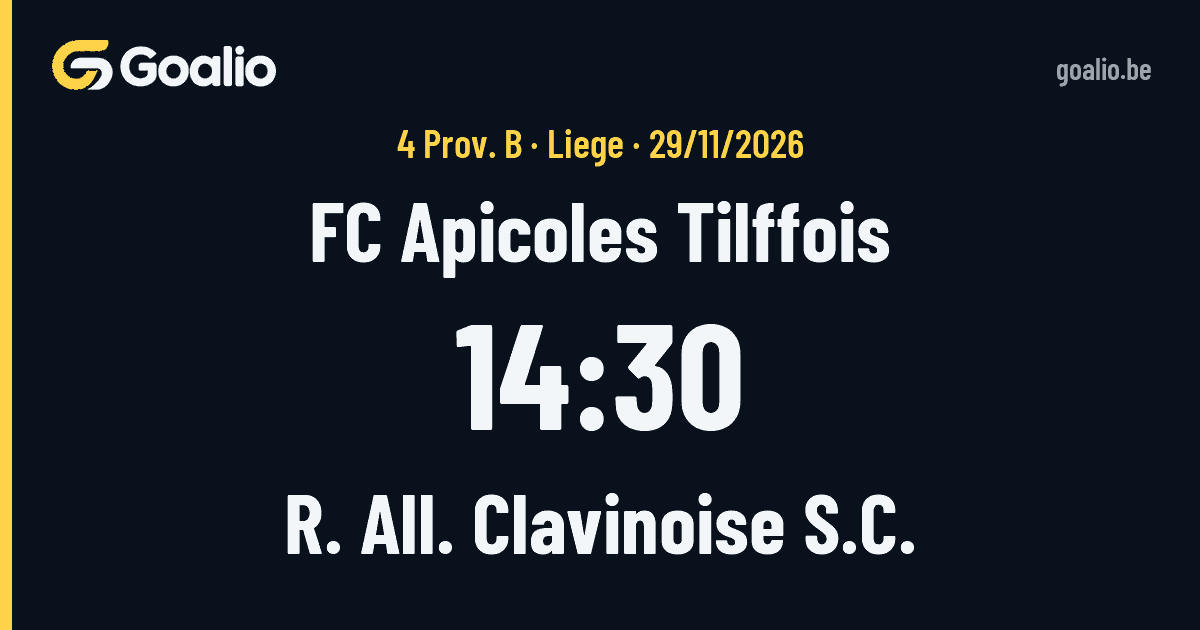 Goalio
goalio.be
4 Prov. B · Liege · 29/11/2026
FC Apicoles Tilffois
14:30
R. All. Clavinoise S.C.